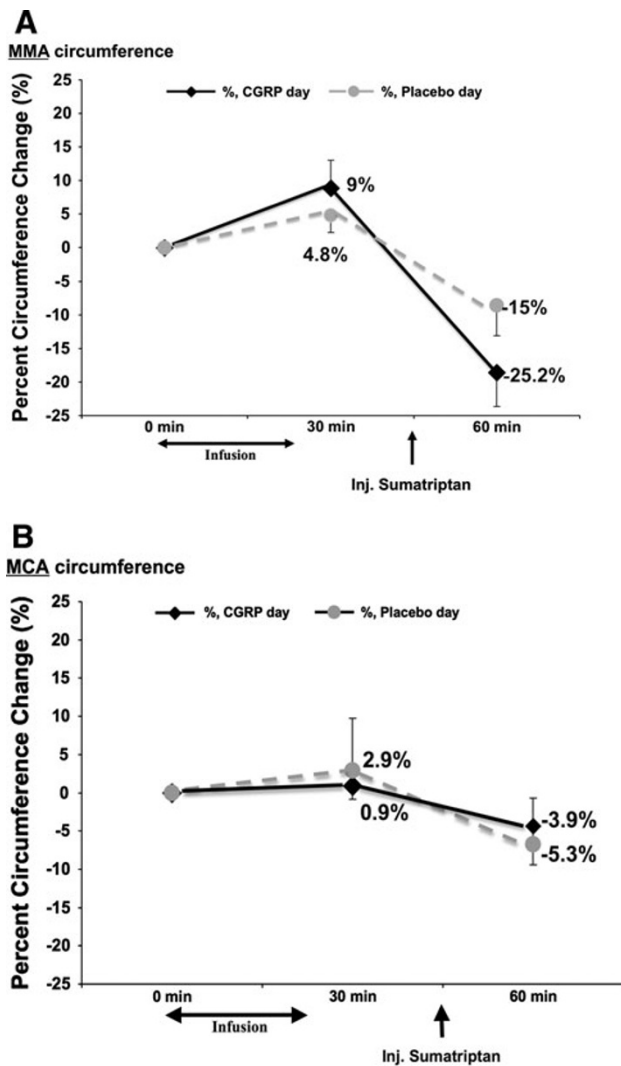 A
MMA circumference
Percent Circumference Change (%)
25
20
15
10
5
0
-5
-10
-15
-20
-25
%, CGRP day
%, Placebo day
9%
4.8%
-15%
-25.2%
0 min
30 min
60 min
Infusion
Inj. Sumatriptan
B
MCA circumference
Percent Circumference Change (%)
25
20
15
10
5
0
-5
-10
-15
-20
-25
%, CGRP day
%, Placebo day
2.9%
0.9%
-3.9%
-5.3%
0 min
30 min
60 min
Infusion
Inj. Sumatriptan